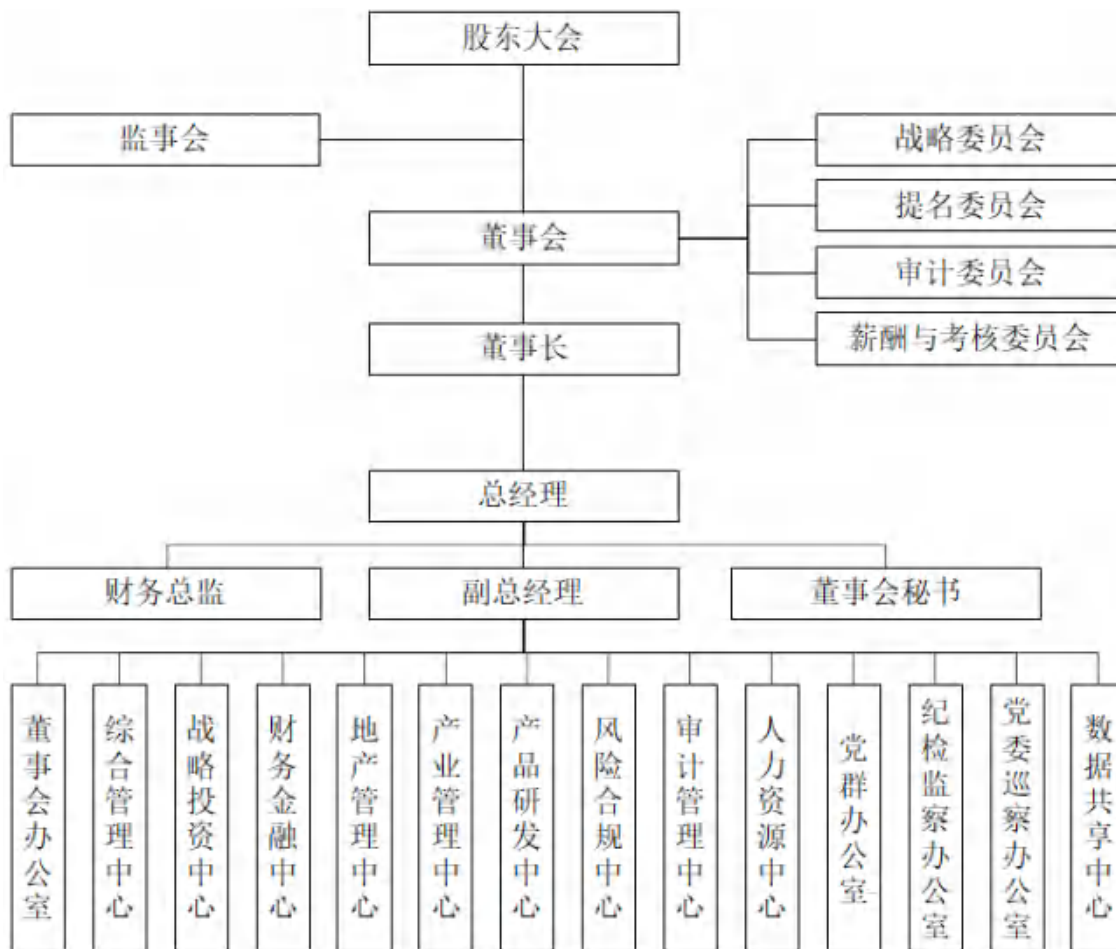 股东大会
监事会
战略委员会
提名委员会
董事会
审计委员会
董事长
薪酬与考核委员会
总经理
财务总监
副总经理
董事会秘书
董事会办公室
综合管理中心
战略投资中心
财务金融中心
地产管理中心
产业管理中心
产品研发中心
风险合规中心
审计管理中心
人力资源中心
党群办公室
纪检监察办公室
党委巡察办公室
数据共享中心